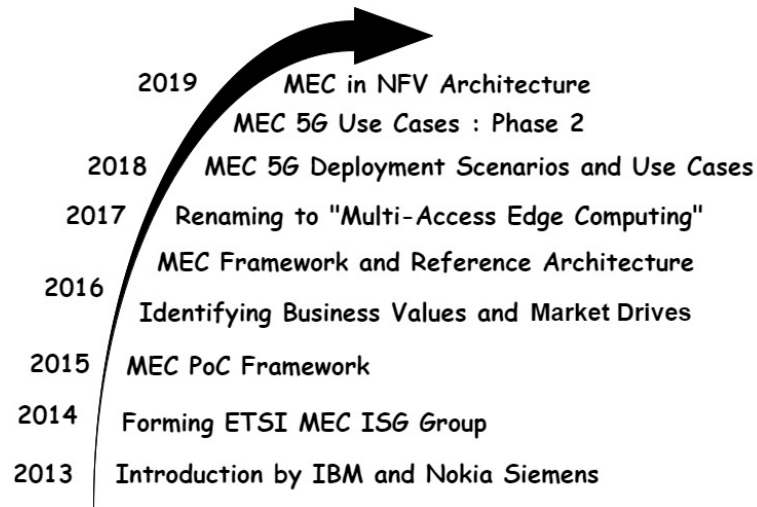 2019 MEC in NFV Architecture
MEC 5G Use Cases : Phase 2
2018 MEC 5G Deployment Scenarios and Use Cases
2017 Renaming to "Multi-Access Edge Computing"
MEC Framework and Reference Architecture
2016
Identifying Business Values and Market Drives
2015 MEC PoC Framework
2014 Forming ETSI MEC ISG Group
2013 Introduction by IBM and Nokia Siemens